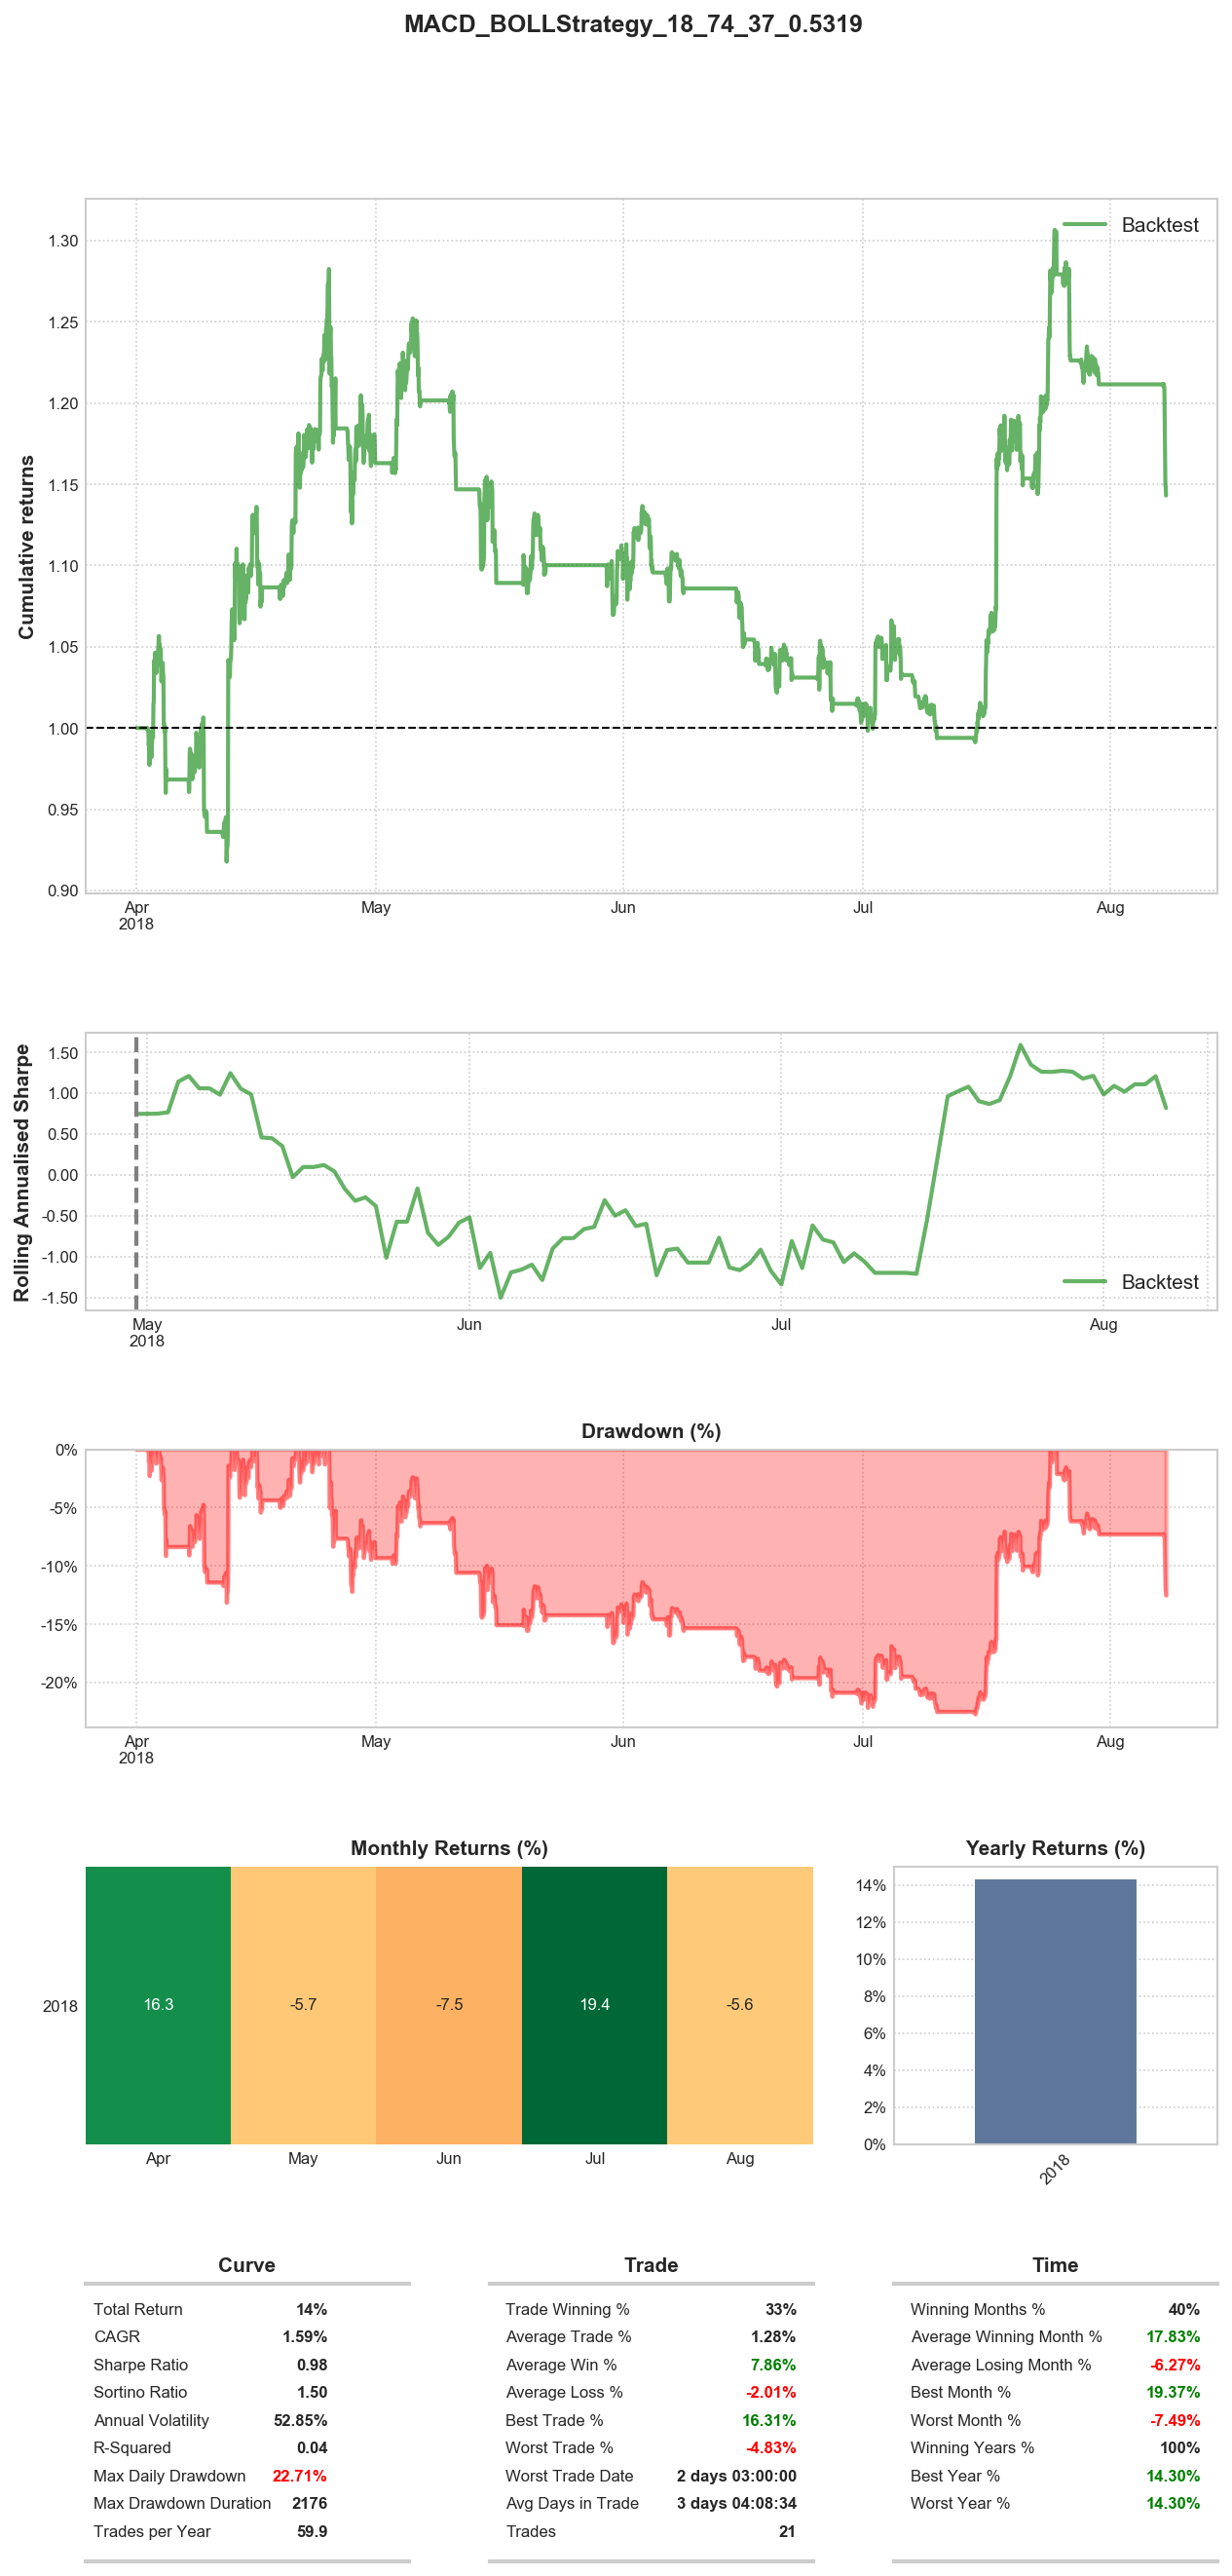 MACD_BOLLStrategy_18_74_37_0.5319
Cumulative returns
Backtest
1.30
1.25
1.20
1.15
1.10
1.05
1.00
0.95
0.90
Apr May Jun Jul Aug
2018
Rolling Annualised Sharpe
1.50
1.00
0.50
0.00
-0.50
-1.00
-1.50
Backtest
May Jun Jul Aug
2018
Drawdown (%)
0%
-5%
-10%
-15%
-20%
Apr May Jun Jul Aug
2018
Monthly Returns (%)
2018 16.3 -5.7 -7.5 19.4 -5.6
Apr May Jun Jul Aug
Yearly Returns (%)
14%
12%
10%
8%
6%
4%
2%
0%
2018
Curve
Total Return 14%
CAGR 1.59%
Sharpe Ratio 0.98
Sortino Ratio 1.50
Annual Volatility 52.85%
R-Squared 0.04
Max Daily Drawdown 22.71%
Max Drawdown Duration 2176
Trades per Year 59.9
Trade
Trade Winning % 33%
Average Trade % 1.28%
Average Win % 7.86%
Average Loss % -2.01%
Best Trade % 16.31%
Worst Trade % -4.83%
Worst Trade Date 2 days 03:00:00
Avg Days in Trade 3 days 04:08:34
Trades 21
Time
Winning Months % 40%
Average Winning Month % 17.83%
Average Losing Month % -6.27%
Best Month % 19.37%
Worst Month % -7.49%
Winning Years % 100%
Best Year % 14.30%
Worst Year % 14.30%